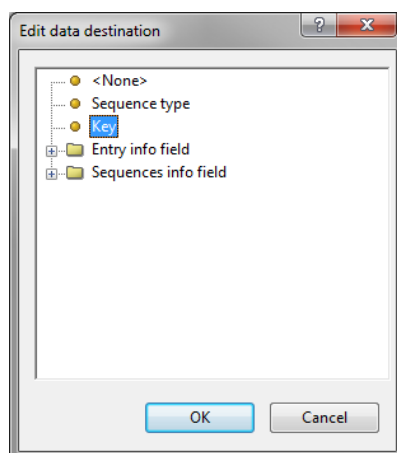 Edit data destination
<None>
Sequence type
Key
Entry info field
Sequences info field
OK
Cancel